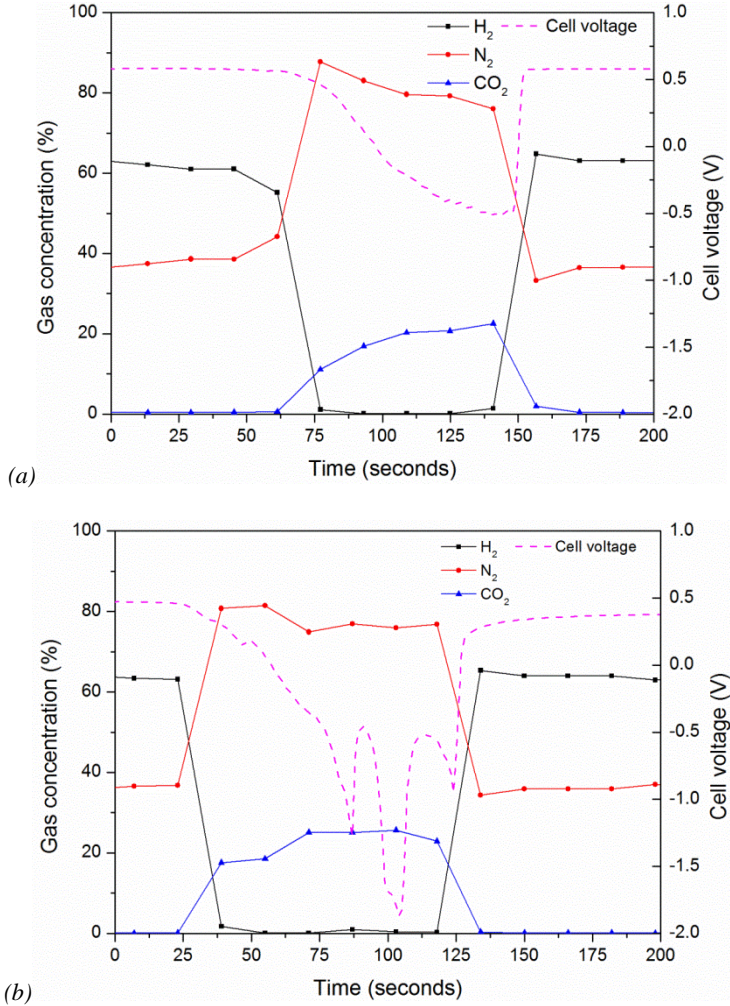 100
80
60
40
20
0
Gas concentration (%)
H2
N2
CO2
Cell voltage
1.0
0.5
0.0
-0.5
-1.0
-1.5
-2.0
Cell voltage (V)
0 25 50 75 100 125 150 175 200
Time (seconds)
(a)
100
80
60
40
20
0
Gas concentration (%)
H2
N2
CO2
Cell voltage
1.0
0.5
0.0
-0.5
-1.0
-1.5
-2.0
Cell voltage (V)
0 25 50 75 100 125 150 175 200
Time (seconds)
(b)